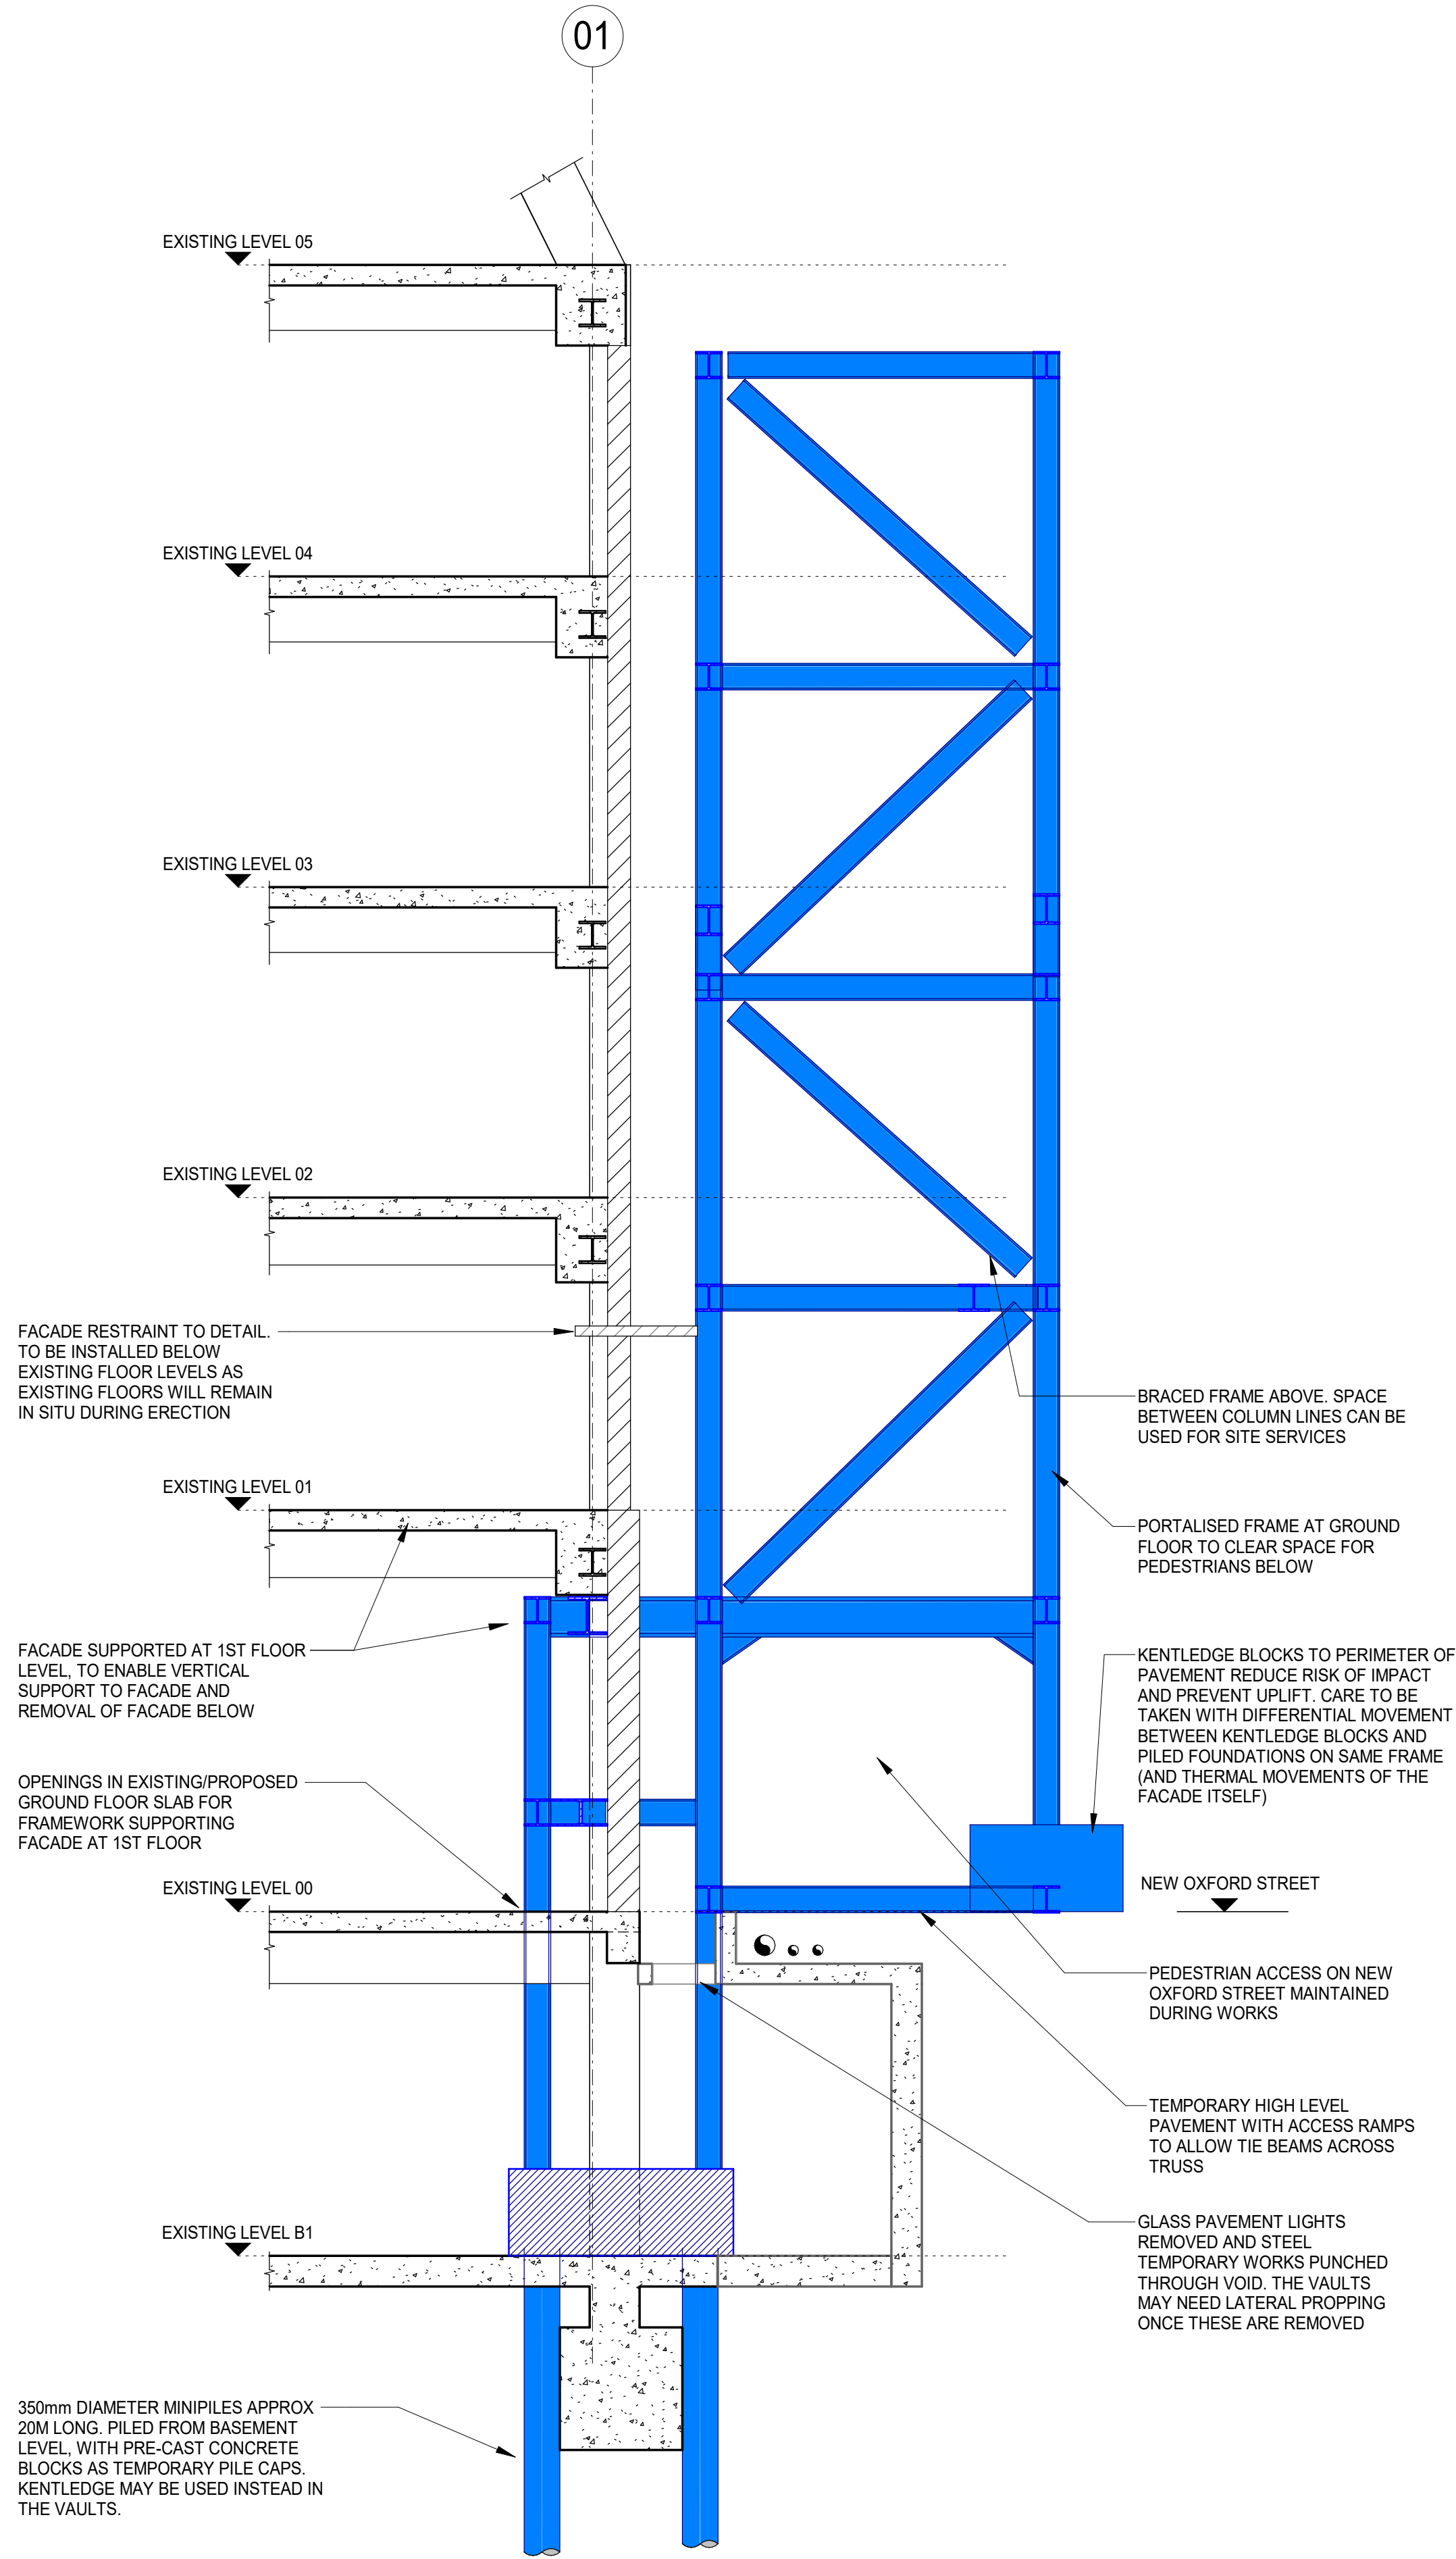 01
EXISTING LEVEL 05
EXISTING LEVEL 04
EXISTING LEVEL 03
EXISTING LEVEL 02
FACADE RESTRAINT TO DETAIL.
TO BE INSTALLED BELOW
EXISTING FLOOR LEVELS AS
EXISTING FLOORS WILL REMAIN
IN SITU DURING ERECTION
BRACED FRAME ABOVE. SPACE
BETWEEN COLUMN LINES CAN BE
USED FOR SITE SERVICES
EXISTING LEVEL 01
PORTALISED FRAME AT GROUND
FLOOR TO CLEAR SPACE FOR
PEDESTRIANS BELOW
FACADE SUPPORTED AT 1ST FLOOR
LEVEL, TO ENABLE VERTICAL
SUPPORT TO FACADE AND
REMOVAL OF FACADE BELOW
KENTLEDGE BLOCKS TO PERIMETER OF
PAVEMENT REDUCE RISK OF IMPACT
AND PREVENT UPLIFT. CARE TO BE
TAKEN WITH DIFFERENTIAL MOVEMENT
BETWEEN KENTLEDGE BLOCKS AND
PILED FOUNDATIONS ON SAME FRAME
(AND THERMAL MOVEMENTS OF THE
FACADE ITSELF)
OPENINGS IN EXISTING/PROPOSED
GROUND FLOOR SLAB FOR
FRAMEWORK SUPPORTING
FACADE AT 1ST FLOOR
EXISTING LEVEL 00
NEW OXFORD STREET
PEDESTRIAN ACCESS ON NEW
OXFORD STREET MAINTAINED
DURING WORKS
TEMPORARY HIGH LEVEL
PAVEMENT WITH ACCESS RAMPS
TO ALLOW TIE BEAMS ACROSS
TRUSS
EXISTING LEVEL B1
GLASS PAVEMENT LIGHTS
REMOVED AND STEEL
TEMPORARY WORKS PUNCHED
THROUGH VOID. THE VAULTS
MAY NEED LATERAL PROPPING
ONCE THESE ARE REMOVED
350mm DIAMETER MINIPILES APPROX
20M LONG. PILED FROM BASEMENT
LEVEL, WITH PRE-CAST CONCRETE
BLOCKS AS TEMPORARY PILE CAPS.
KENTLEDGE MAY BE USED INSTEAD IN
THE VAULTS.